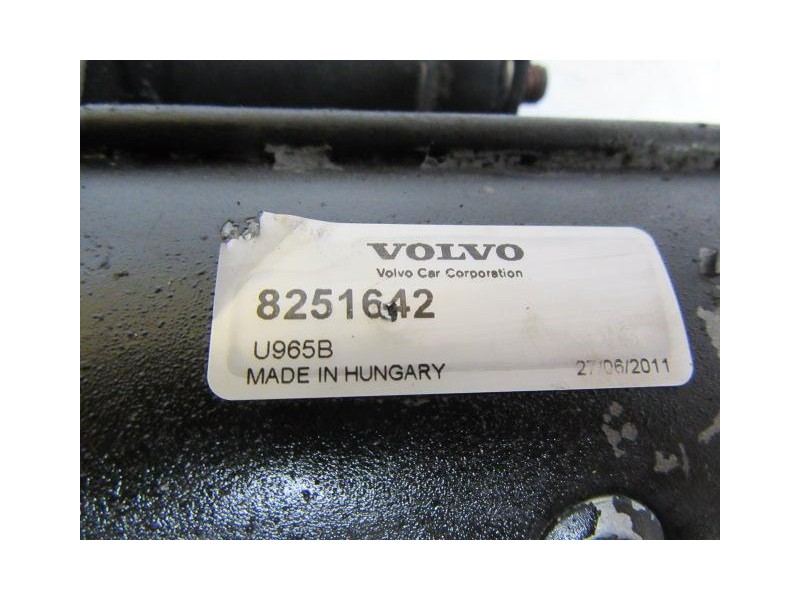 VOLVO
Volvo Car Corporation
8251642
U965B
MADE IN HUNGARY
27/06/2011